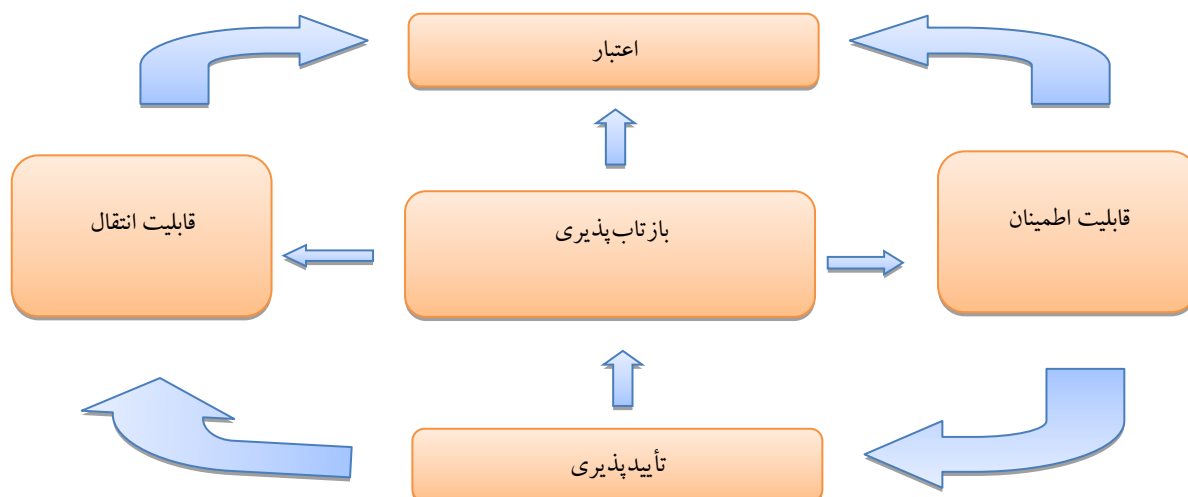 اعتبار
قابلیت اطمینان
بازتاب‌پذیری
قابلیت انتقال
تأییدپذیری